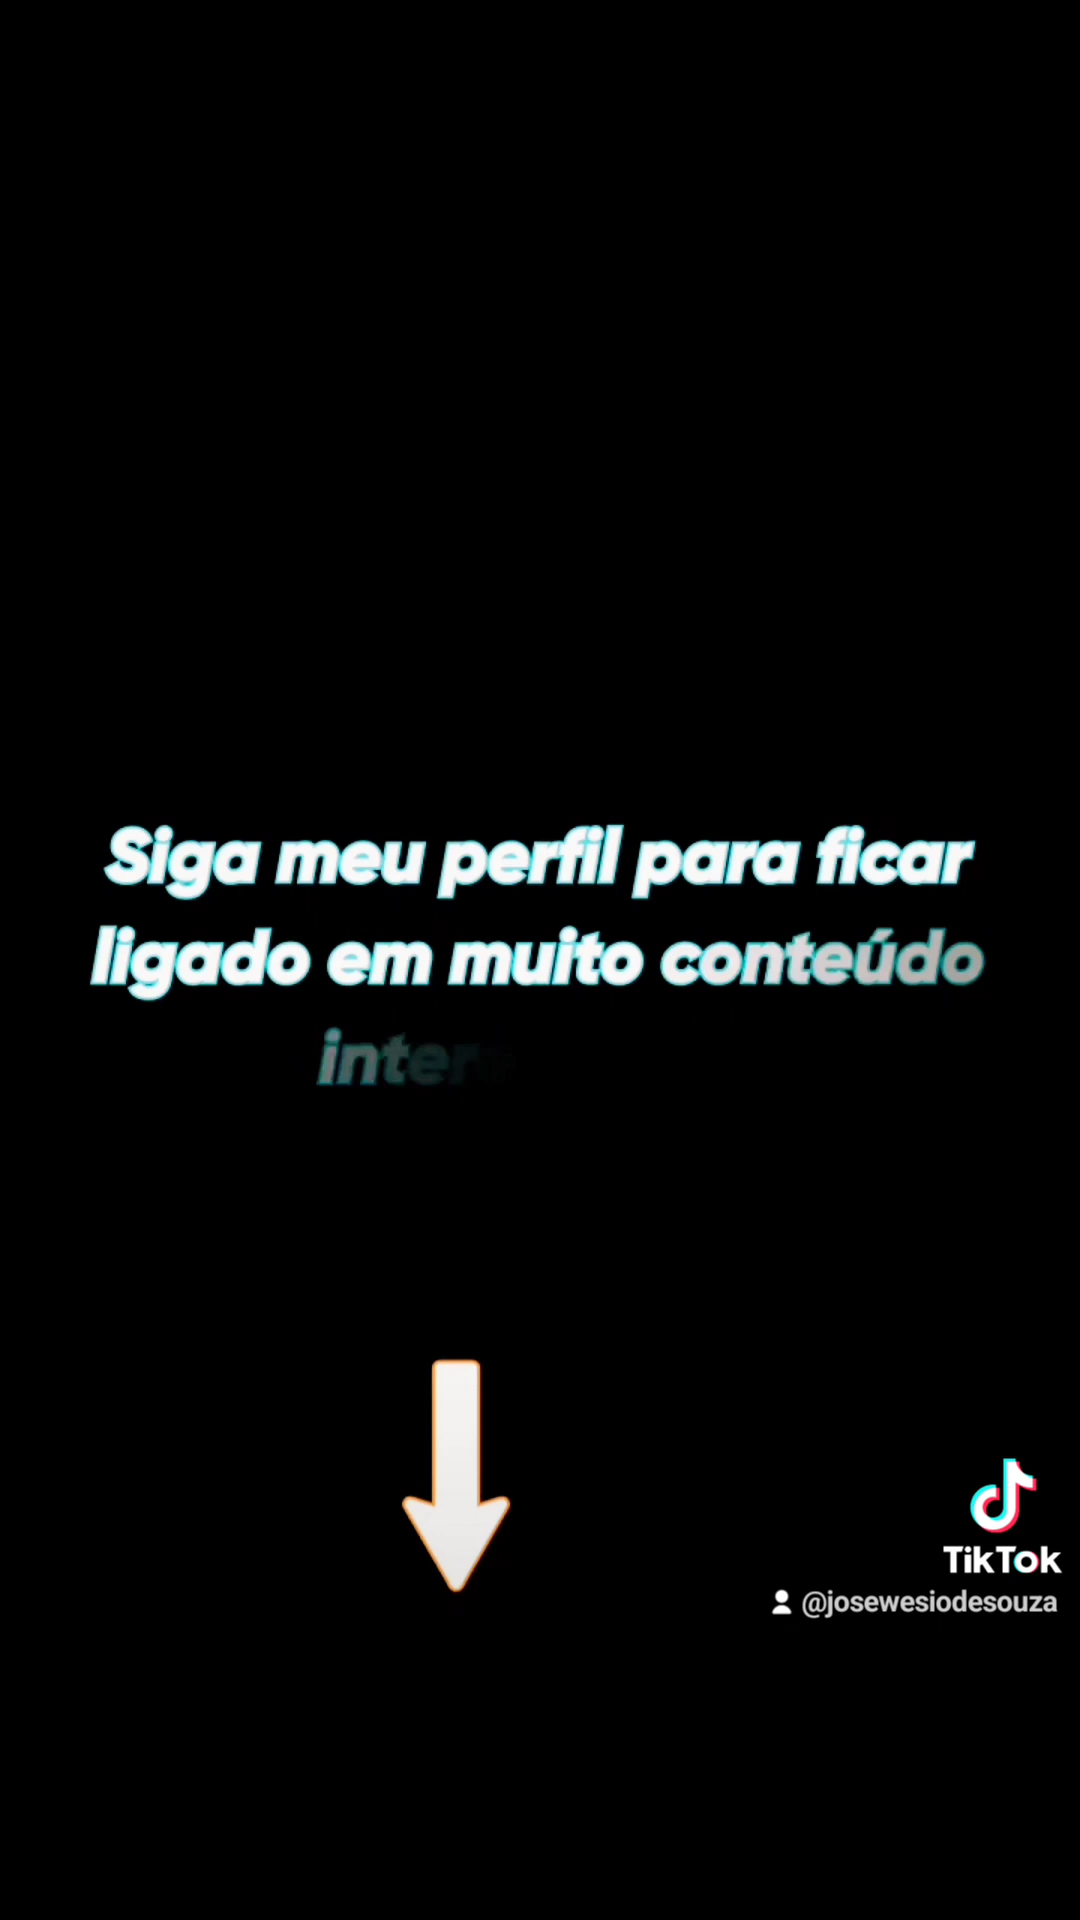 Siga meu perfil para ficar
ligado em muito conteúdo
TikTok
@josewesiodesouza